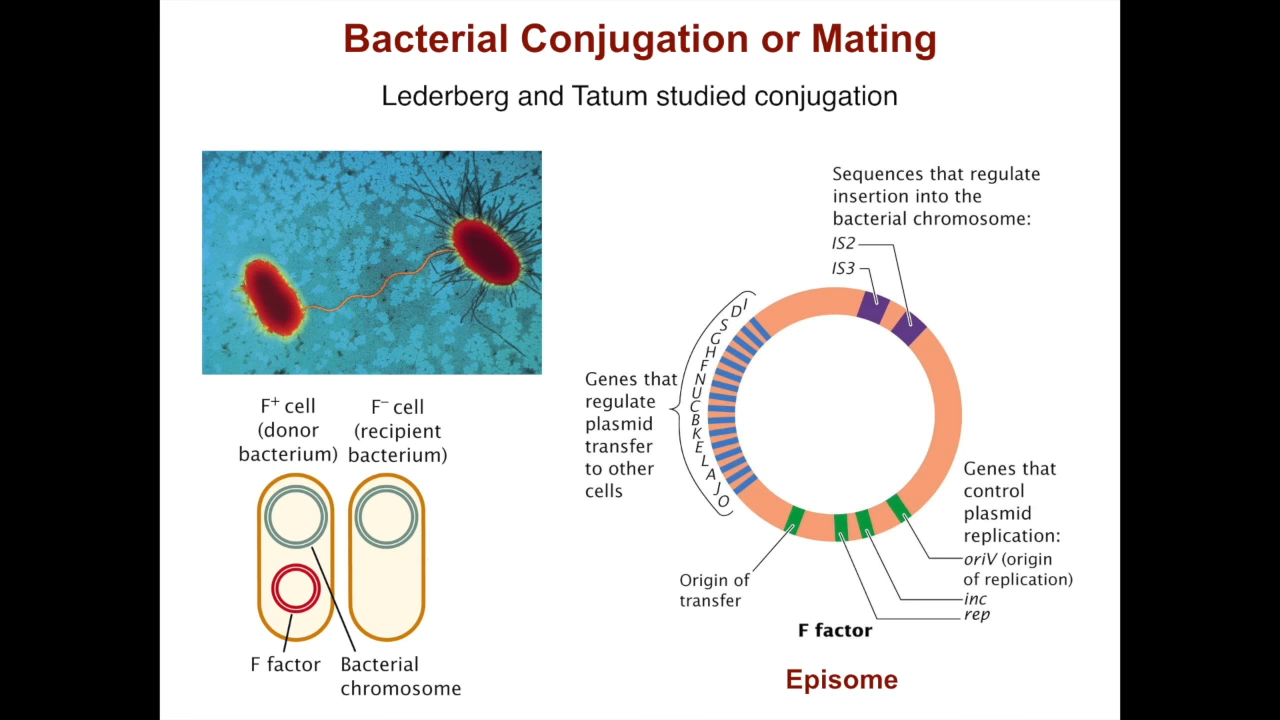 Bacterial Conjugation or Mating
Lederberg and Tatum studied conjugation
F⁺ cell
(donor
bacterium)
F⁻ cell
(recipient
bacterium)
F factor
Bacterial
chromosome
Sequences that regulate
insertion into the
bacterial chromosome:
IS2
IS3
Genes that
regulate
plasmid
transfer
to other
cells
I
D
S
G
H
F
N
U
C
B
K
E
L
A
J
O
Origin of
transfer
Genes that
control
plasmid
replication:
oriV (origin
of replication)
inc
rep
F factor
Episome